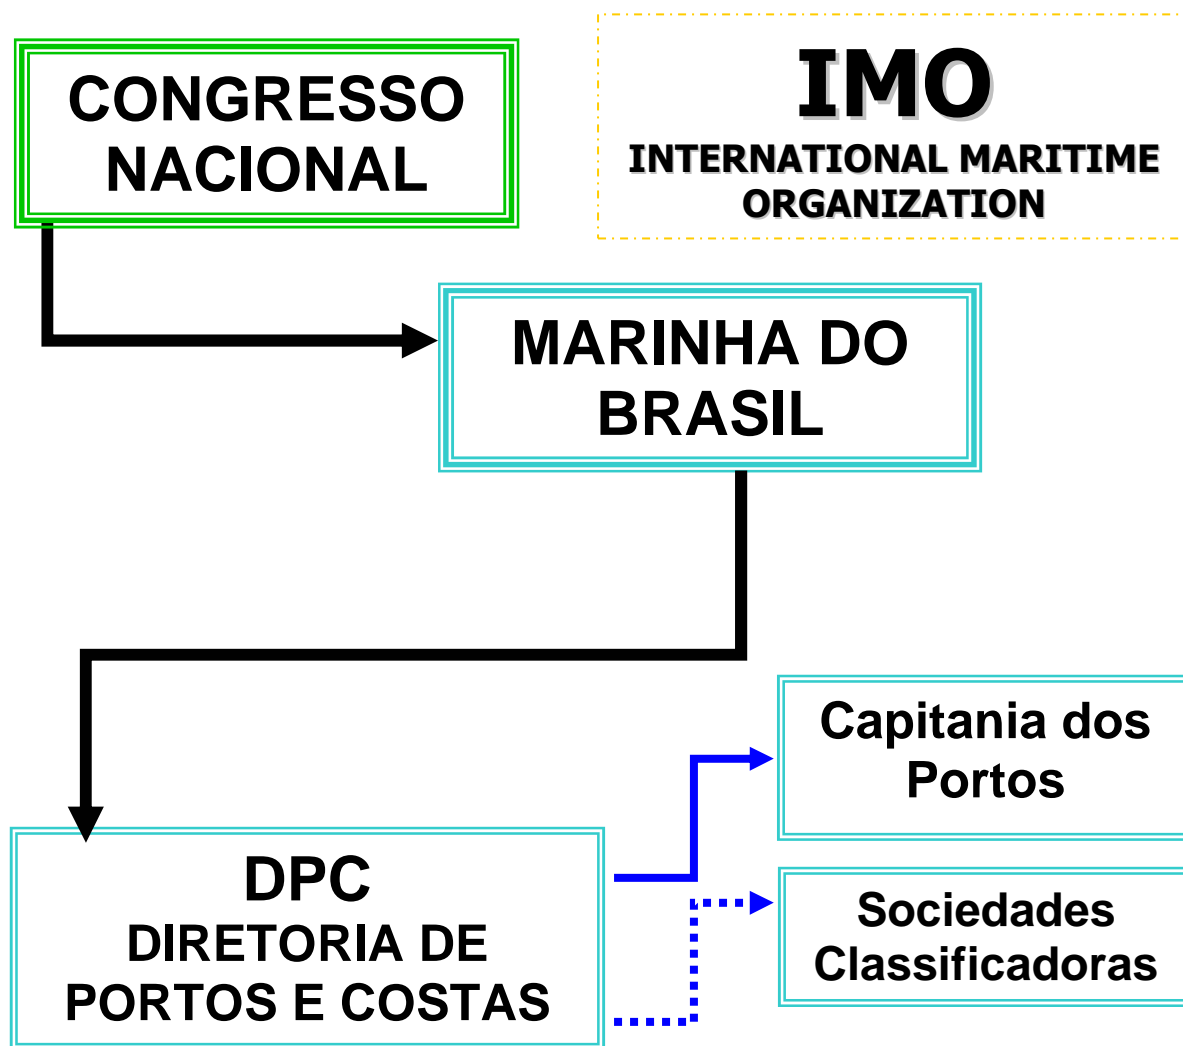 CONGRESSO
NACIONAL
IMO
INTERNATIONAL MARITIME
ORGANIZATION
MARINHA DO
BRASIL
Capitania dos
Portos
DPC
DIRETORIA DE
PORTOS E COSTAS
Sociedades
Classificadoras